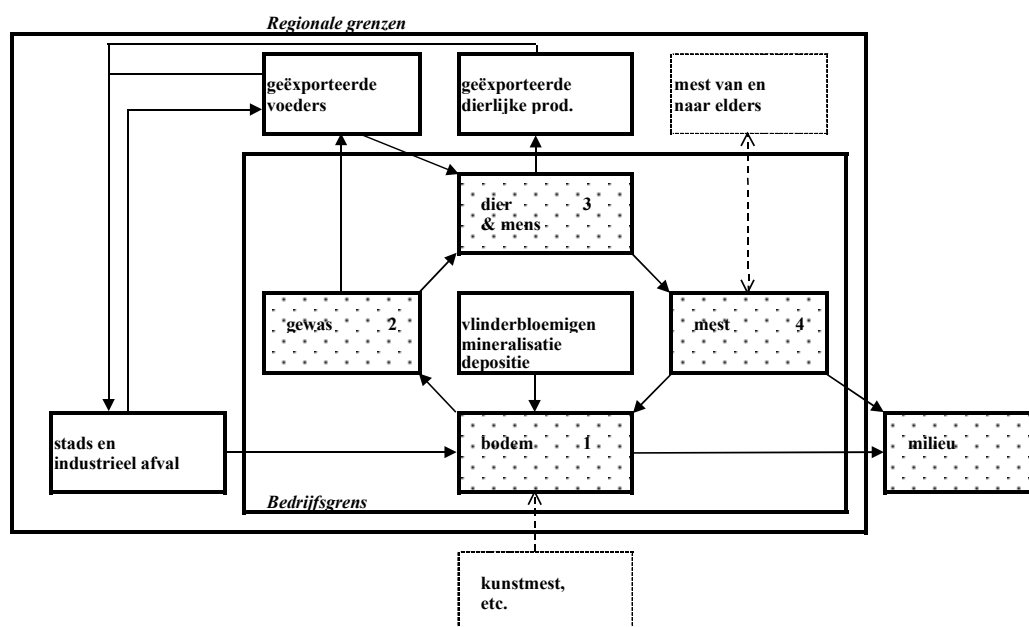 Regionale grenzen
geëxporteerde
voeders
geëxporteerde
dierlijke prod.
mest van en
naar elders
dier 3
& mens
gewas 2
vlinderbloemigen
mineralisatie
depositie
mest 4
stads en
industrieel afval
bodem 1
milieu
Bedrijfsgrens
kunstmest,
etc.